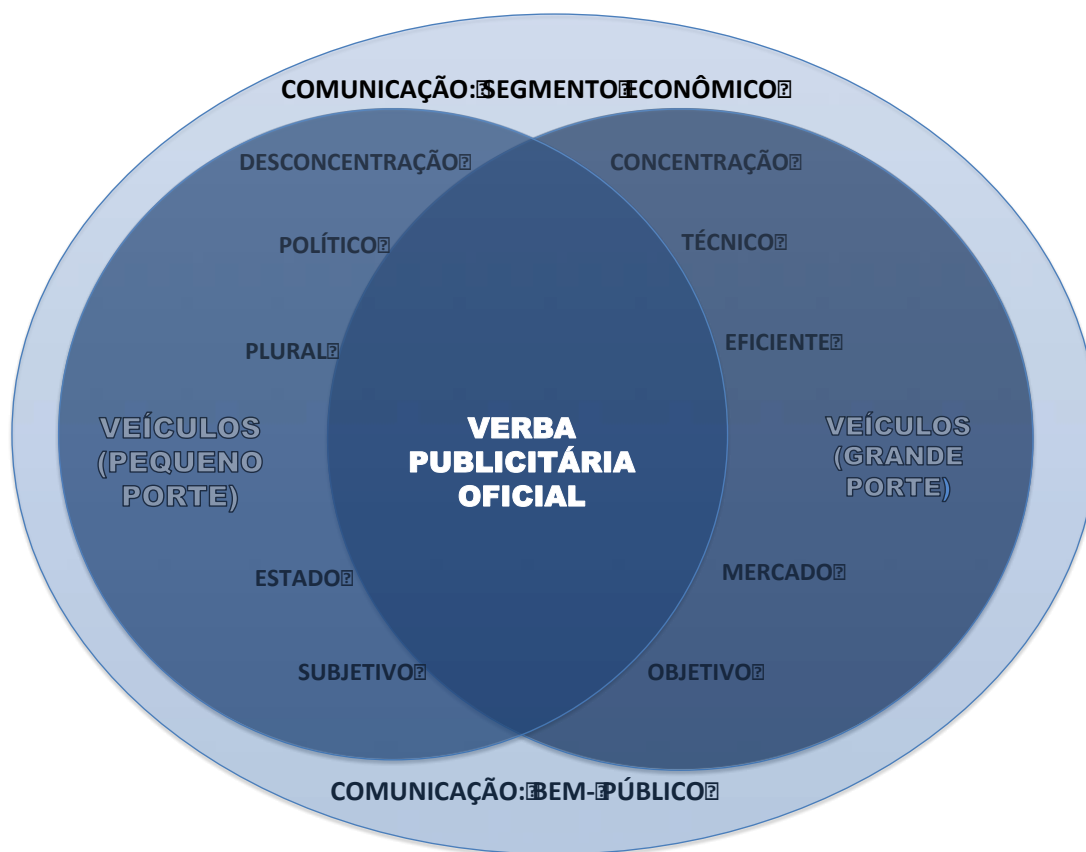 COMUNICAÇÃO:⍰SEGMENTO⍰ECONÔMICO⍰
DESCONCENTRAÇÃO⍰
CONCENTRAÇÃO⍰
POLÍTICO⍰
TÉCNICO⍰
PLURAL⍰
EFICIENTE⍰
VEÍCULOS
(PEQUENO
PORTE)
VERBA
PUBLICITÁRIA
OFICIAL
VEÍCULOS
(GRANDE
PORTE)
ESTADO⍰
MERCADO⍰
SUBJETIVO⍰
OBJETIVO⍰
COMUNICAÇÃO:⍰BEM-⍰PÚBLICO⍰